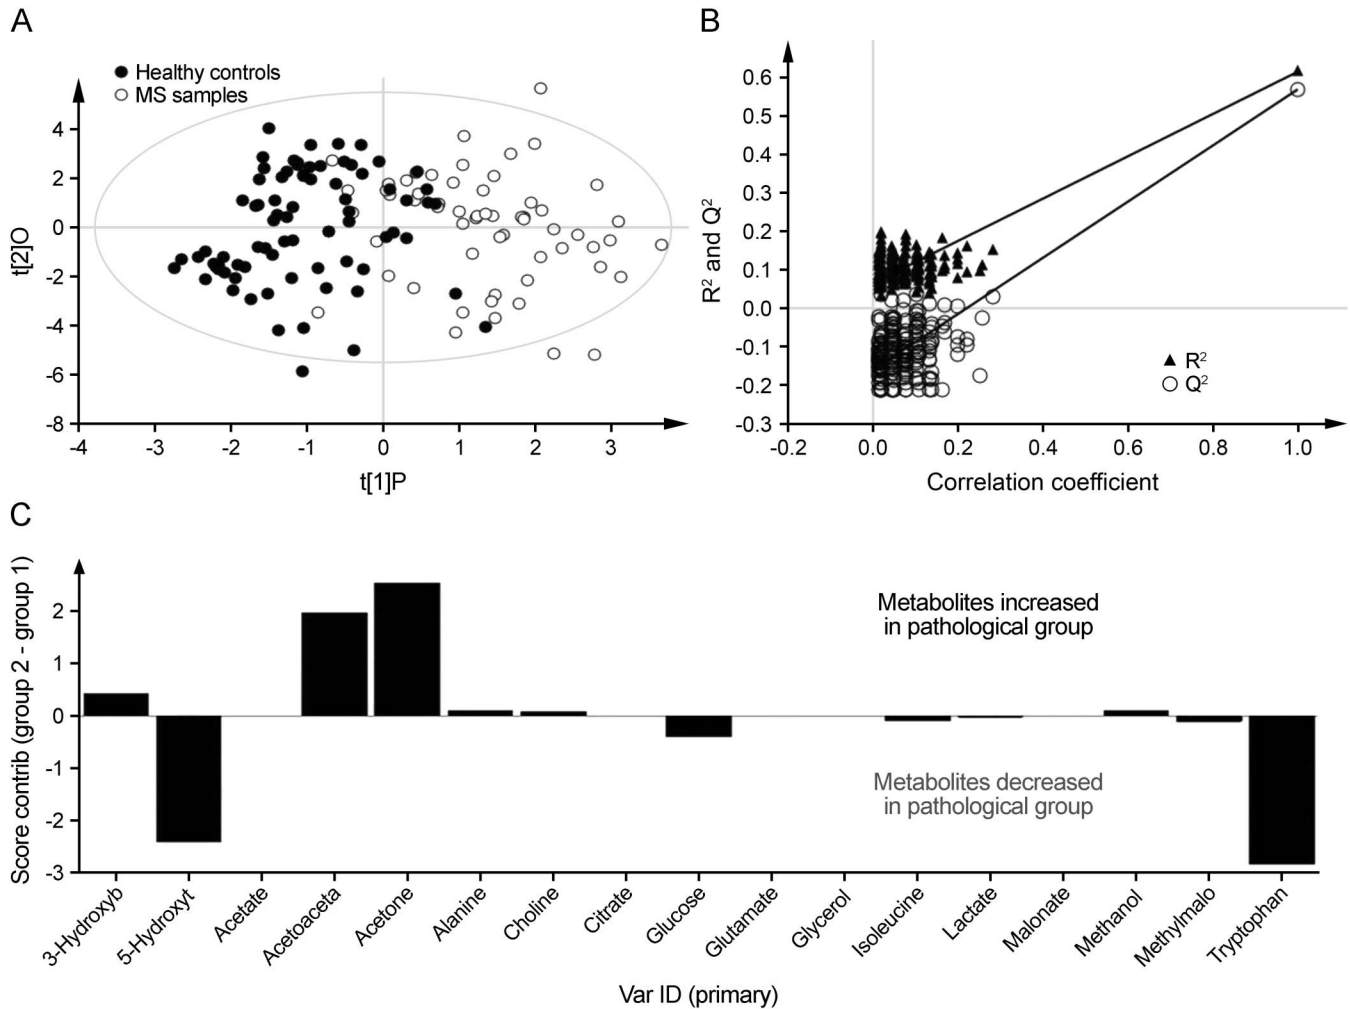 A
Healthy controls
MS samples
t[2]O
4
2
0
-2
-4
-6
-8
-4
-3
-2
-1
0
1
2
3
t[1]P
B
R² and Q²
0.6
0.5
0.4
0.3
0.2
0.1
0.0
-0.1
-0.2
-0.3
R²
Q²
-0.2
0.0
0.2
0.4
0.6
0.8
1.0
Correlation coefficient
C
Score contrib (group 2 - group 1)
2
1
0
-1
-2
-3
Metabolites increased
in pathological group
Metabolites decreased
in pathological group
3-Hydroxyb
5-Hydroxyt
Acetate
Acetoaceta
Acetone
Alanine
Choline
Citrate
Glucose
Glutamate
Glycerol
Isoleucine
Lactate
Malonate
Methanol
Methylmalo
Tryptophan
Var ID (primary)